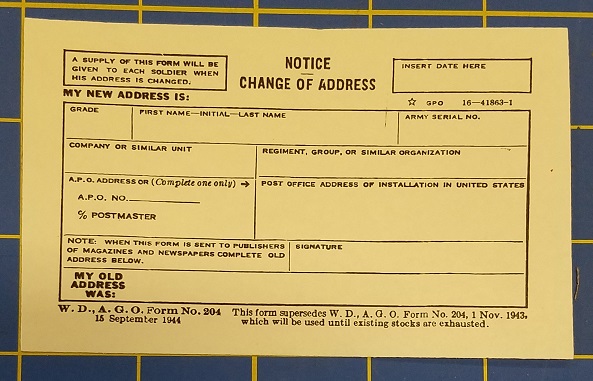 A SUPPLY OF THIS FORM WILL BE
GIVEN TO EACH SOLDIER WHEN
HIS ADDRESS IS CHANGED.
NOTICE
CHANGE OF ADDRESS
INSERT DATE HERE
MY NEW ADDRESS IS:
☆ GPO 16—41863-1
GRADE
FIRST NAME—INITIAL—LAST NAME
ARMY SERIAL NO.
COMPANY OR SIMILAR UNIT
REGIMENT, GROUP, OR SIMILAR ORGANIZATION
A.P.O. ADDRESS OR (Complete one only) →
POST OFFICE ADDRESS OF INSTALLATION IN UNITED STATES
A.P.O. NO.
% POSTMASTER
NOTE: WHEN THIS FORM IS SENT TO PUBLISHERS
OF MAGAZINES AND NEWSPAPERS COMPLETE OLD
ADDRESS BELOW.
SIGNATURE
MY OLD
ADDRESS
WAS:
W. D., A. G. O. Form No. 204
15 September 1944
This form supersedes W. D., A. G. O. Form No. 204, 1 Nov. 1943,
which will be used until existing stocks are exhausted.